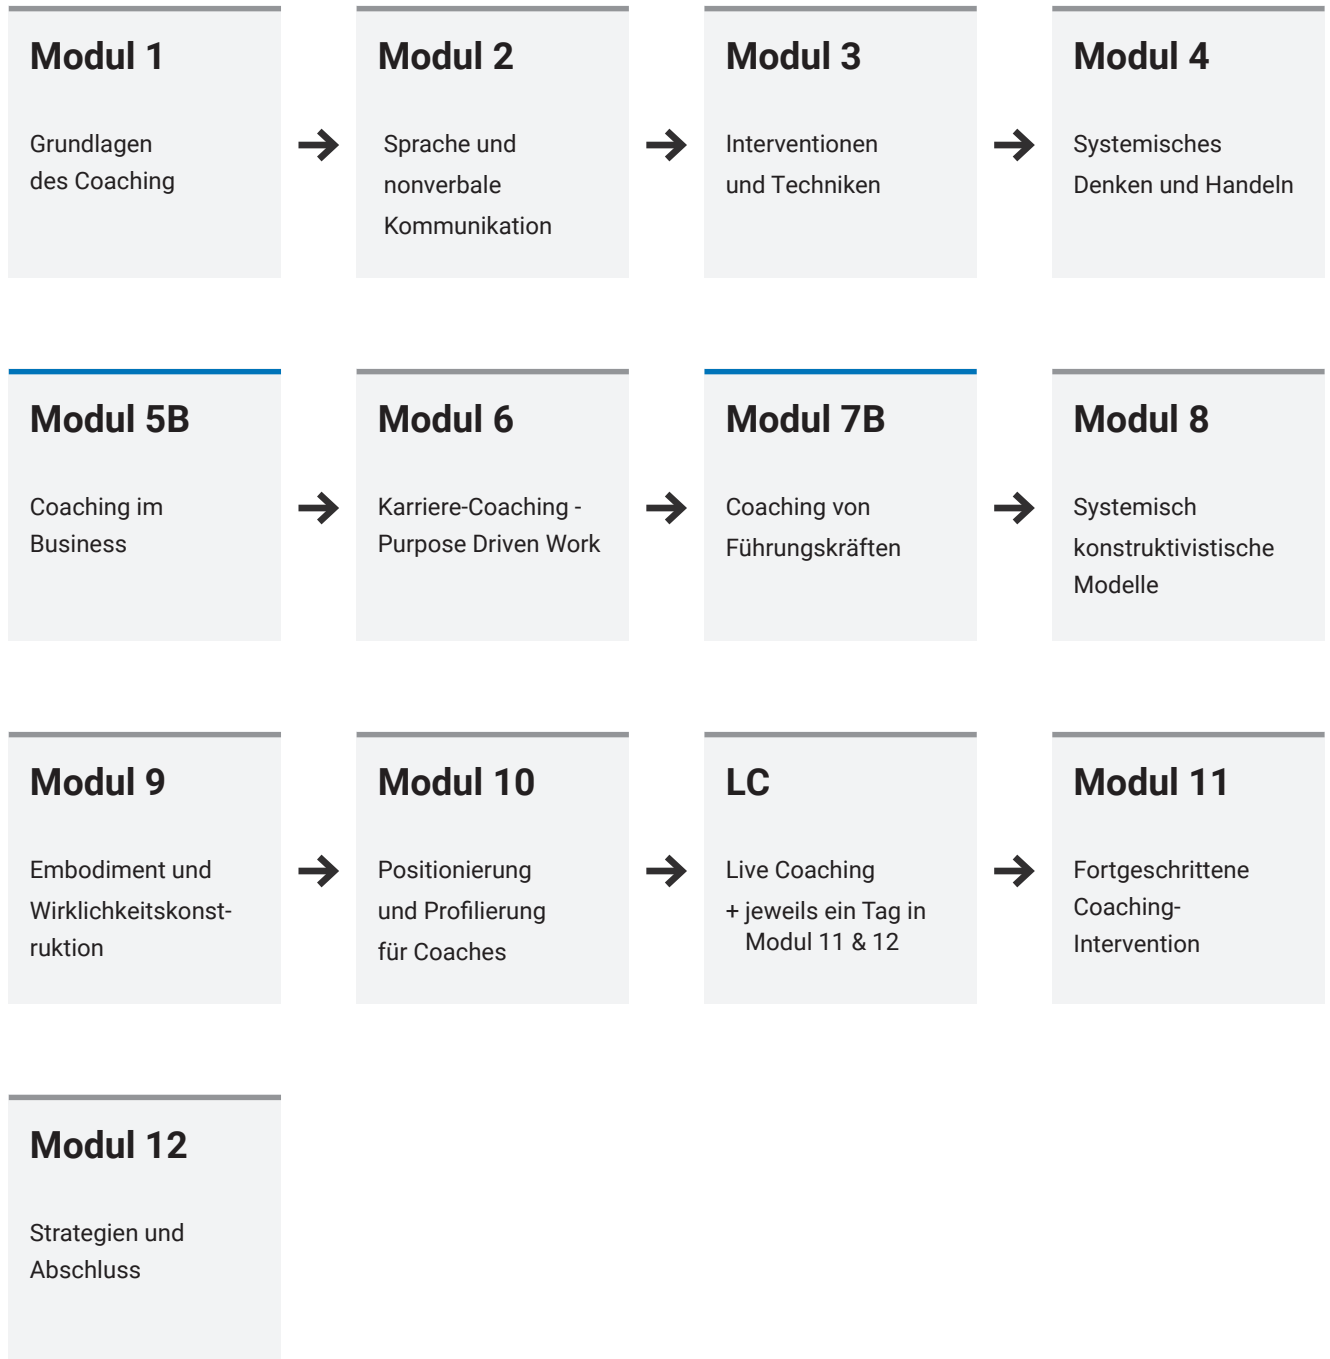 Modul 1
Grundlagen
des Coaching
Modul 2
Sprache und
nonverbale
Kommunikation
Modul 3
Interventionen
und Techniken
Modul 4
Systemisches
Denken und Handeln
Modul 5B
Coaching im
Business
Modul 6
Karriere-Coaching -
Purpose Driven Work
Modul 7B
Coaching von
Führungskräften
Modul 8
Systemisch
konstruktivistische
Modelle
Modul 9
Embodiment und
Wirklichkeitskonst-
ruktion
Modul 10
Positionierung
und Profilierung
für Coaches
LC
Live Coaching
+ jeweils ein Tag in
Modul 11 & 12
Modul 11
Fortgeschrittene
Coaching-
Intervention
Modul 12
Strategien und
Abschluss